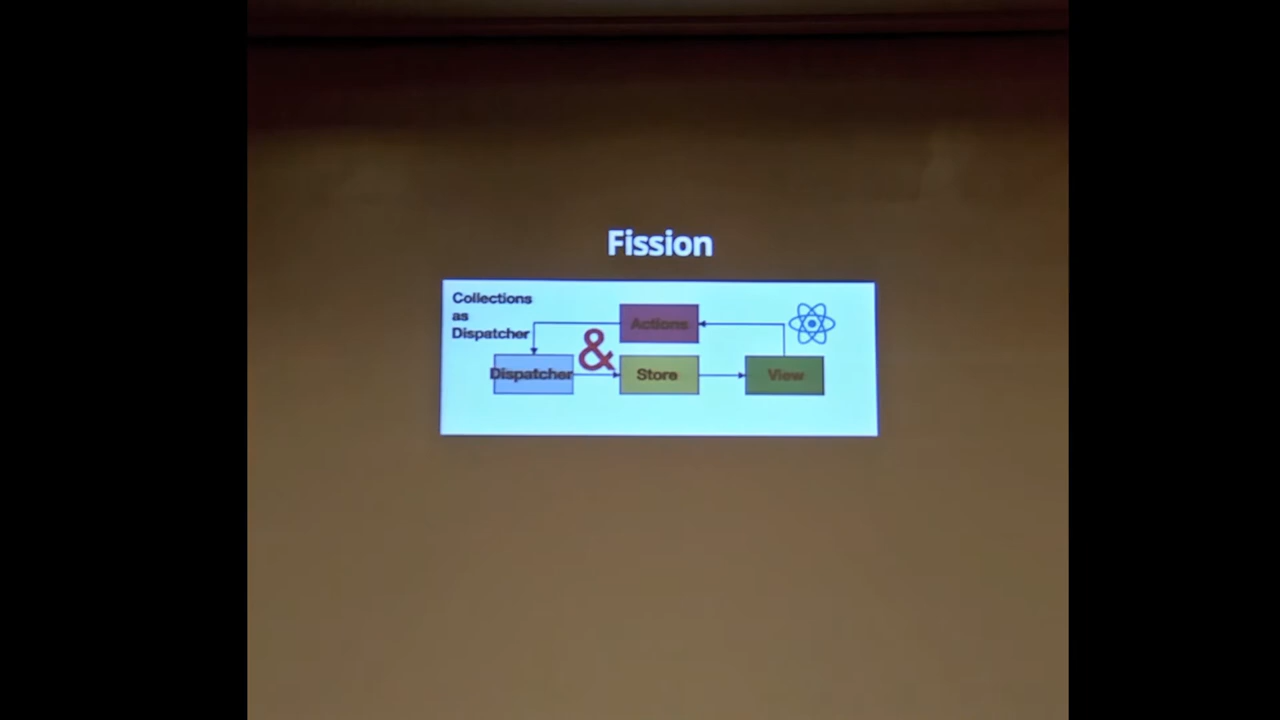 Fission
Collections
as
Dispatcher
Actions
&
Dispatcher
Store
View